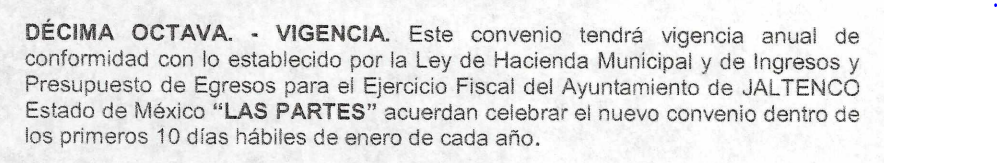 DÉCIMA OCTAVA. - VIGENCIA. Este convenio tendrá vigencia anual de
conformidad con lo establecido por la Ley de Hacienda Municipal y de Ingresos y
Presupuesto de Egresos para el Ejercicio Fiscal del Ayuntamiento de JALTENCO
Estado de México “LAS PARTES” acuerdan celebrar el nuevo convenio dentro de
los primeros 10 días hábiles de enero de cada año.